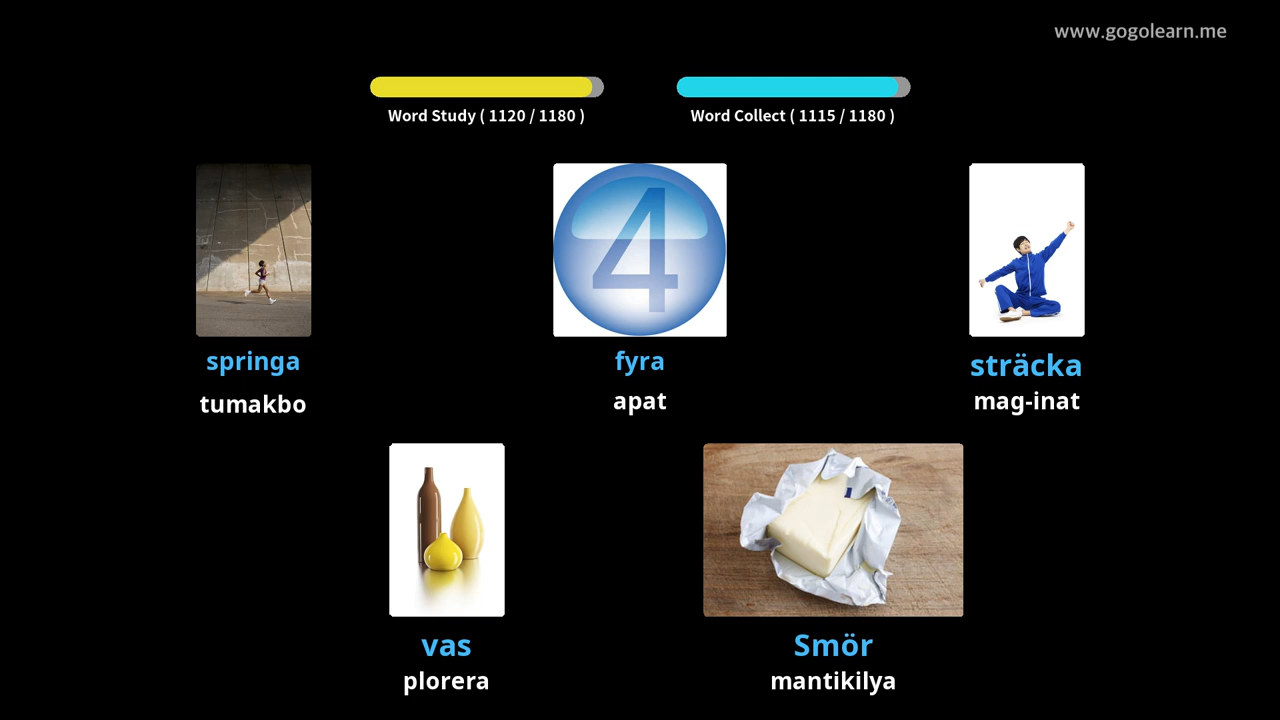 www.gogolearn.me
Word Study ( 1120 / 1180 )
Word Collect ( 1115 / 1180 )
4
springa
tumakbo
fyra
apat
sträcka
mag-inat
vas
plorera
Smör
mantikilya